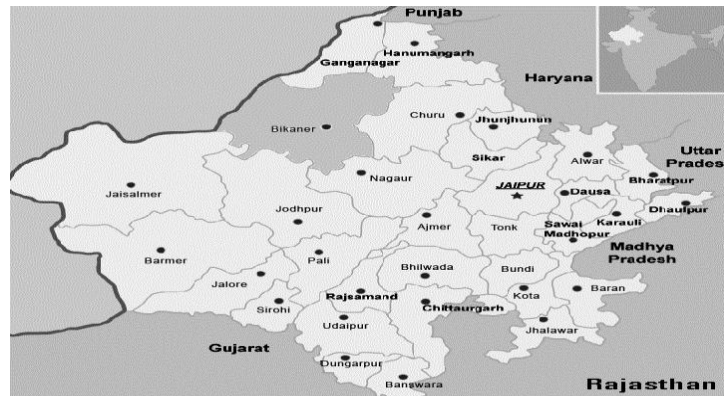 Punjab
Hanumangarh
Ganganagar
Haryana
Churu
Jhunjhunun
Bikaner
Sikar
Alwar
Uttar
Prades
Nagaur
Bharatpur
Jaisalmer
JAIPUR
Dausa
Dhaulpur
Jodhpur
Ajmer
Tonk
Sawai
Madhopur
Karauli
Madhya
Pradesh
Barmer
Pali
Bhilwada
Bundi
Jalore
Rajsamand
Kota
Baran
Sirohi
Chittaurgarh
Udaipur
Jhalawar
Gujarat
Dungarpur
Banswara
Rajasthan